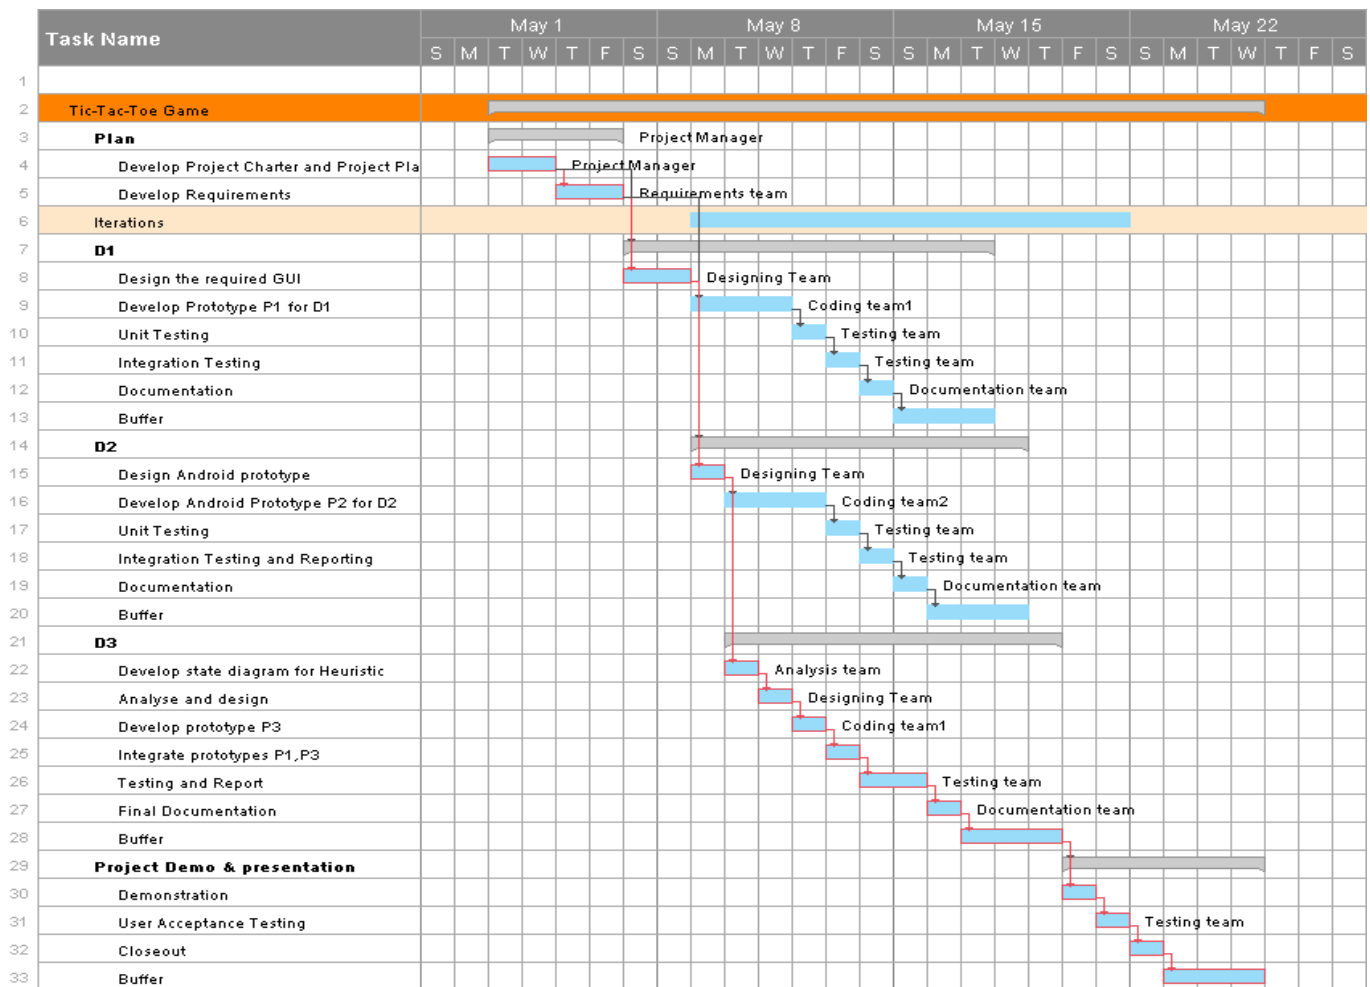 Task Name
May 1 May 8 May 15 May 22
S M T W T F S S M T W T F S S M T W T F S S M T W T F S
1
2 Tic-Tac-Toe Game
3 Plan Project Manager
4 Develop Project Charter and Project Pla Project Manager
5 Develop Requirements Requirements team
6 Iterations
7 D1
8 Design the required GUI Designing Team
9 Develop Prototype P1 for D1 Coding team1
10 Unit Testing Testing team
11 Integration Testing Testing team
12 Documentation Documentation team
13 Buffer
14 D2
15 Design Android prototype Designing Team
16 Develop Android Prototype P2 for D2 Coding team2
17 Unit Testing Testing team
18 Integration Testing and Reporting Testing team
19 Documentation Documentation team
20 Buffer
21 D3
22 Develop state diagram for Heuristic Analysis team
23 Analyse and design Designing Team
24 Develop prototype P3 Coding team1
25 Integrate prototypes P1,P3
26 Testing and Report Testing team
27 Final Documentation Documentation team
28 Buffer
29 Project Demo & presentation
30 Demonstration
31 User Acceptance Testing Testing team
32 Closeout
33 Buffer